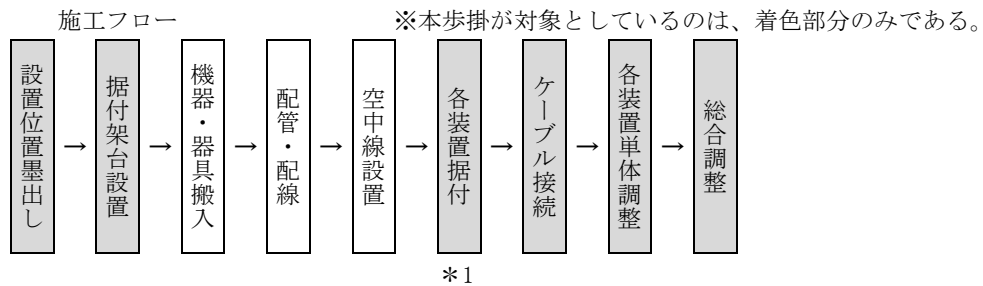 施工フロー
※本歩掛が対象としているのは、着色部分のみである。
設置位置墨出し
→
据付架台設置
→
機器・器具搬入
→
配管・配線
→
空中線設置
→
各装置据付
→
ケーブル接続
→
各装置単体調整
→
総合調整
＊1